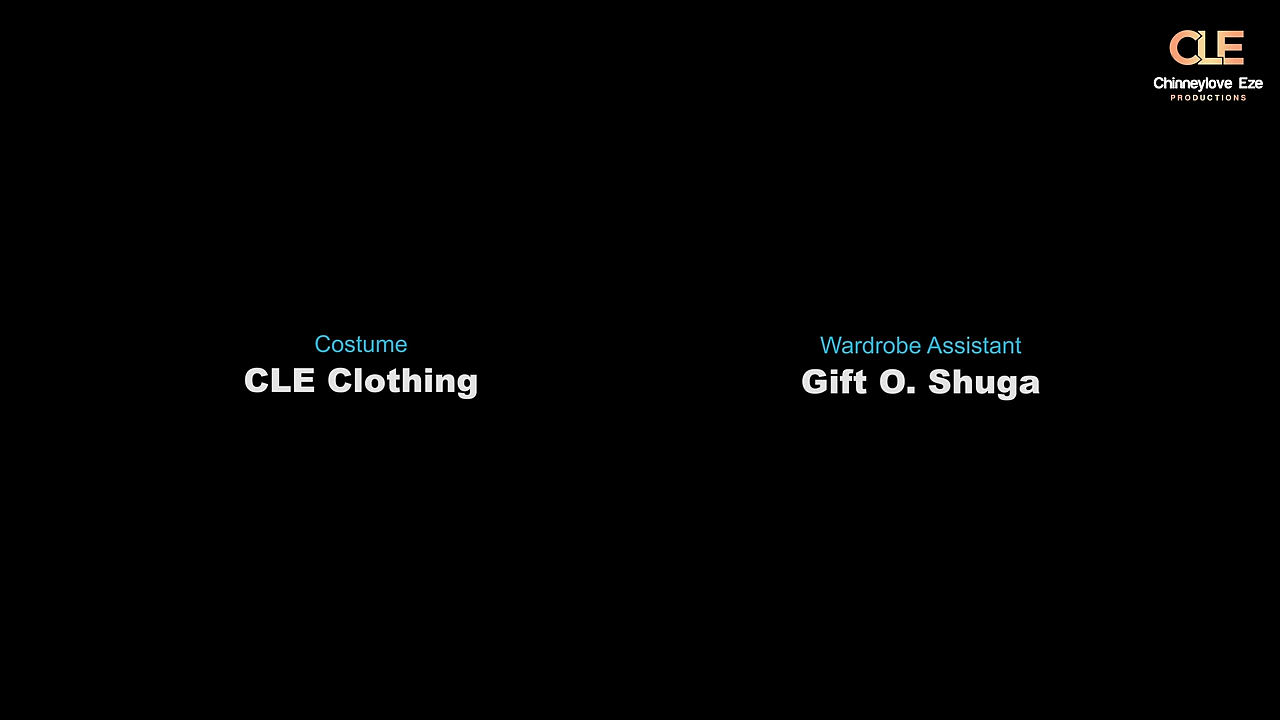 CLE
Chinneylove Eze
PRODUCTIONS
Costume
CLE Clothing
Wardrobe Assistant
Gift O. Shuga